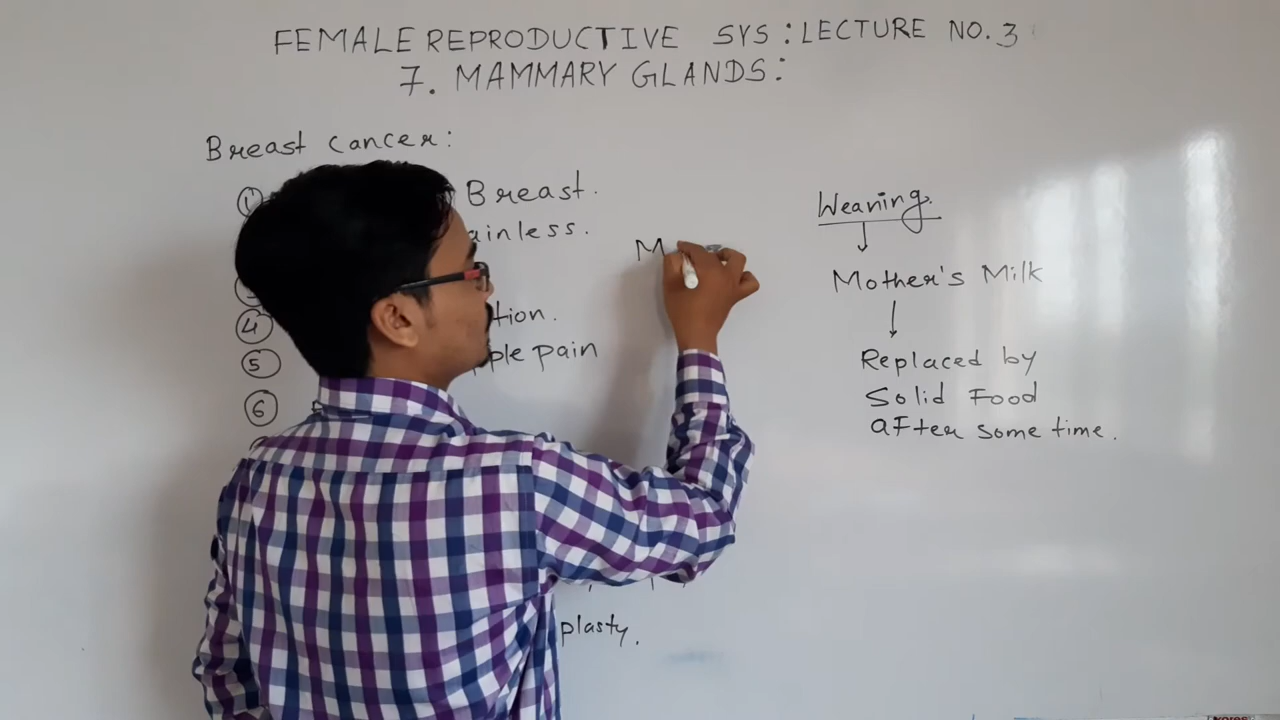 FEMALE REPRODUCTIVE SYS : LECTURE NO. 3
7. MAMMARY GLANDS :
Breast cancer :
① Breast.
ainless.
④ tion.
⑤ ple pain
⑥
plasty.
M
Weaning.
Mother's Milk
Replaced by
Solid Food
aFter some time.